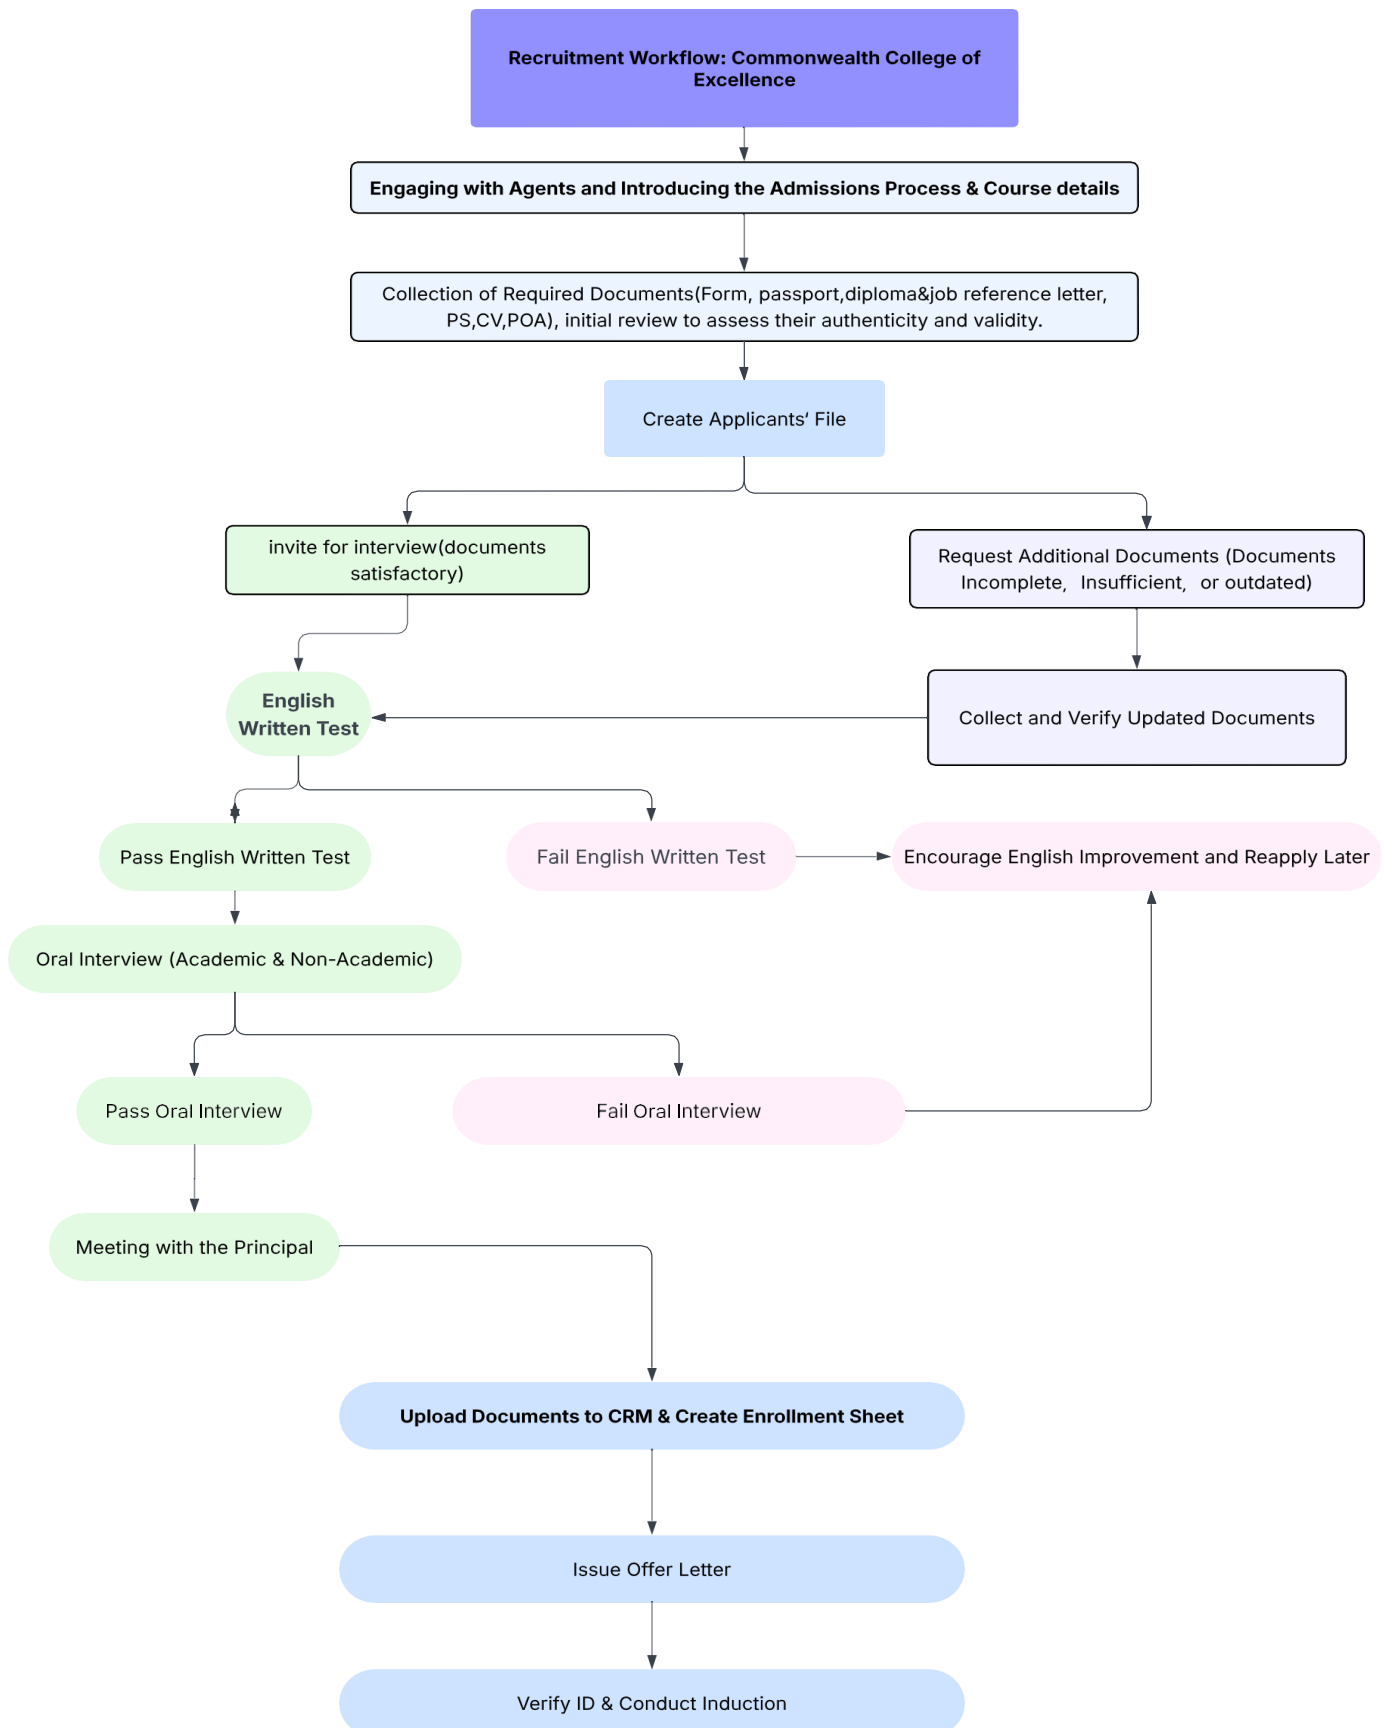 Recruitment Workflow: Commonwealth College of
Excellence
Engaging with Agents and Introducing the Admissions Process & Course details
Collection of Required Documents(Form, passport,diploma&job reference letter,
PS,CV,POA), initial review to assess their authenticity and validity.
Create Applicants‘ File
invite for interview(documents
satisfactory)
Request Additional Documents (Documents
Incomplete,  Insufficient,  or outdated)
English
Written Test
Collect and Verify Updated Documents
Pass English Written Test
Fail English Written Test
Encourage English Improvement and Reapply Later
Oral Interview (Academic & Non-Academic)
Pass Oral Interview
Fail Oral Interview
Meeting with the Principal
Upload Documents to CRM & Create Enrollment Sheet
Issue Offer Letter
Verify ID & Conduct Induction